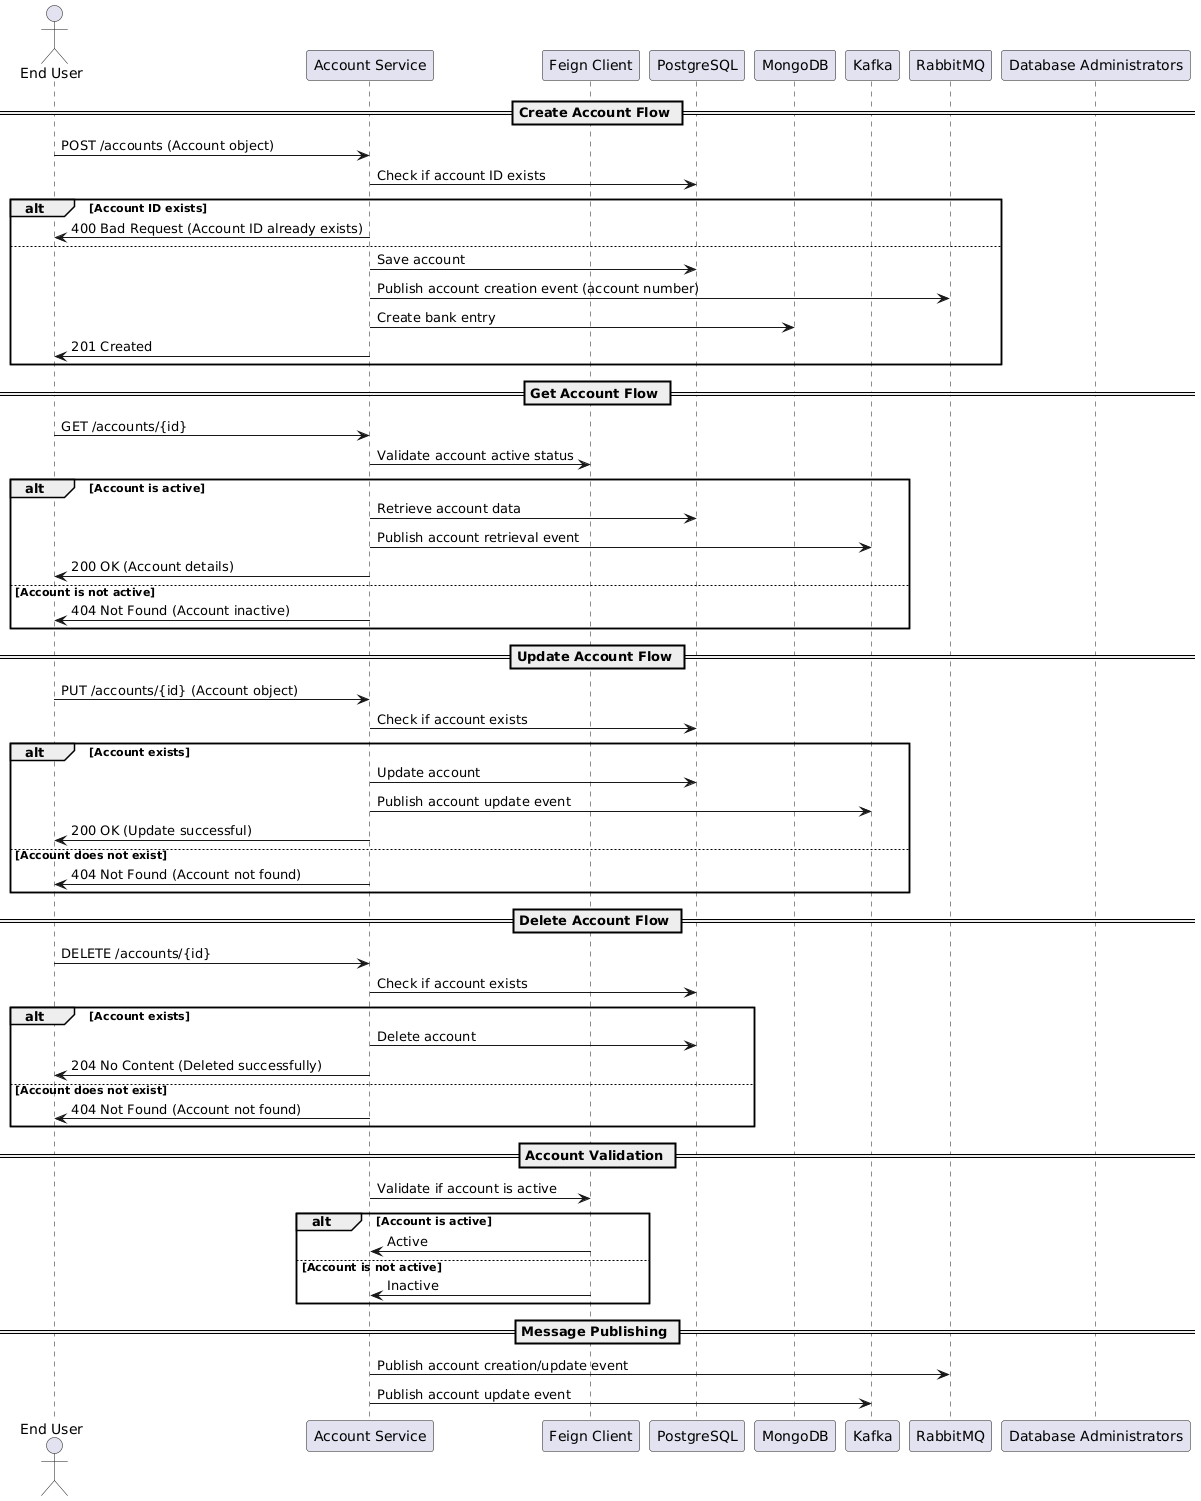 End User
Account Service
Feign Client
PostgreSQL
MongoDB
Kafka
RabbitMQ
Database Administrators
Create Account Flow
POST /accounts (Account object)
Check if account ID exists
alt [Account ID exists]
400 Bad Request (Account ID already exists)
Save account
Publish account creation event (account number)
Create bank entry
201 Created
Get Account Flow
GET /accounts/{id}
Validate account active status
alt [Account is active]
Retrieve account data
Publish account retrieval event
200 OK (Account details)
[Account is not active]
404 Not Found (Account inactive)
Update Account Flow
PUT /accounts/{id} (Account object)
Check if account exists
alt [Account exists]
Update account
Publish account update event
200 OK (Update successful)
[Account does not exist]
404 Not Found (Account not found)
Delete Account Flow
DELETE /accounts/{id}
Check if account exists
alt [Account exists]
Delete account
204 No Content (Deleted successfully)
[Account does not exist]
404 Not Found (Account not found)
Account Validation
Validate if account is active
alt [Account is active]
Active
[Account is not active]
Inactive
Message Publishing
Publish account creation/update event
Publish account update event
End User
Account Service
Feign Client
PostgreSQL
MongoDB
Kafka
RabbitMQ
Database Administrators